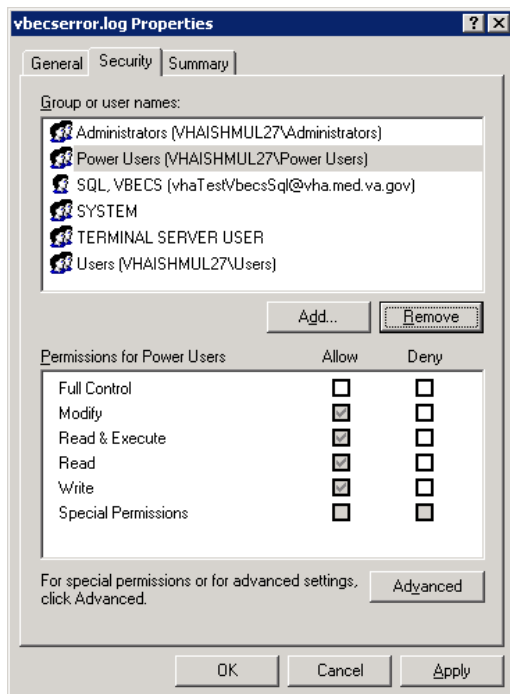 vbecserror.log Properties
General Security Summary
Group or user names:
Administrators (VHAISHMUL27\Administrators)
Power Users (VHAISHMUL27\Power Users)
SQL, VBECS (vhaTestVbecsSql@vha.med.va.gov)
SYSTEM
TERMINAL SERVER USER
Users (VHAISHMUL27\Users)
Add... Remove
Permissions for Power Users Allow Deny
Full Control
Modify
Read & Execute
Read
Write
Special Permissions
For special permissions or for advanced settings,
click Advanced.
Advanced
OK Cancel Apply